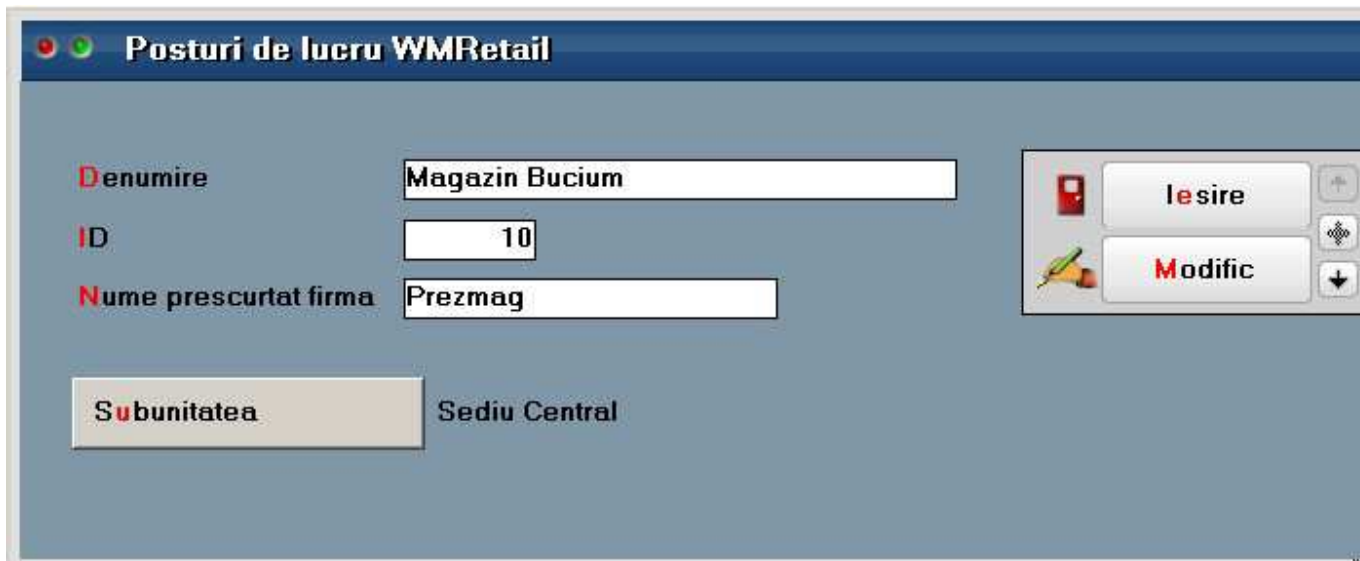 Posturi de lucru WMRetail
Denumire Magazin Bucium
Iesire
ID 10
Modific
Nume prescurtat firma Prezmag
Subunitatea Sediu Central